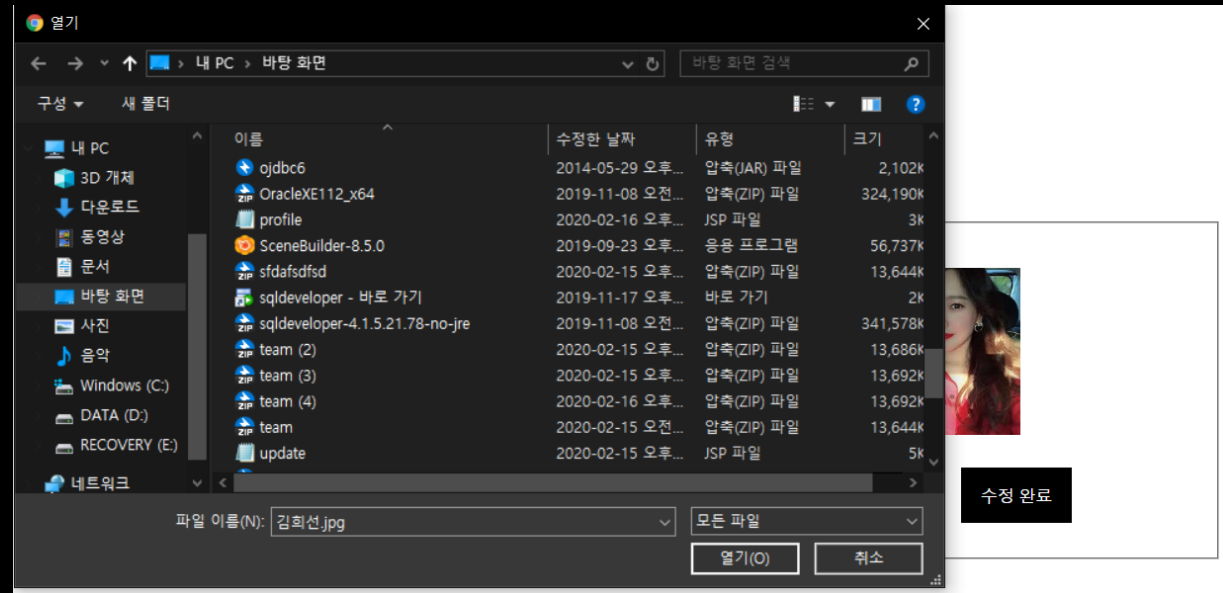 열기
내 PC › 바탕 화면
바탕 화면 검색
구성 새 폴더
이름 수정한 날짜 유형 크기
내 PC
3D 개체
다운로드
동영상
문서
바탕 화면
사진
음악
Windows (C:)
DATA (D:)
RECOVERY (E:)
네트워크
ojdbc6 2014-05-29 오후... 압축(JAR) 파일 2,102K
OracleXE112_x64 2019-11-08 오전... 압축(ZIP) 파일 324,190K
profile 2020-02-16 오후... JSP 파일 3K
SceneBuilder-8.5.0 2019-09-23 오후... 응용 프로그램 56,737K
sfdafsdfsd 2020-02-15 오후... 압축(ZIP) 파일 13,644K
sqldeveloper - 바로 가기 2019-11-17 오후... 바로 가기 2K
sqldeveloper-4.1.5.21.78-no-jre 2019-11-08 오전... 압축(ZIP) 파일 341,578K
team (2) 2020-02-15 오후... 압축(ZIP) 파일 13,686K
team (3) 2020-02-15 오후... 압축(ZIP) 파일 13,692K
team (4) 2020-02-16 오후... 압축(ZIP) 파일 13,692K
team 2020-02-15 오전... 압축(ZIP) 파일 13,644K
update 2020-02-15 오후... JSP 파일 5K
파일 이름(N): 김희선.jpg 모든 파일
열기(O) 취소
수정 완료